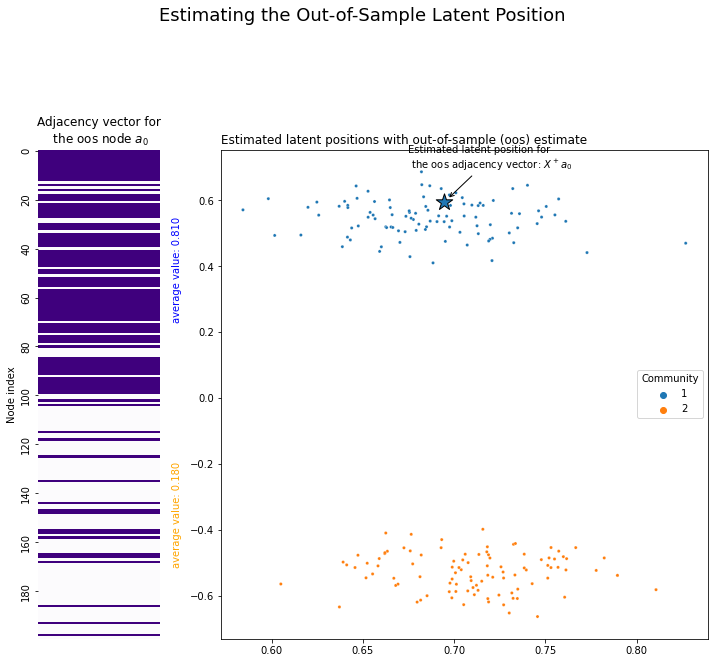 Estimating the Out-of-Sample Latent Position
Adjacency vector for
the oos node a₀
Node index
0
20
40
60
80
100
120
140
160
180
average value: 0.810
average value: 0.180
Estimated latent positions with out-of-sample (oos) estimate
Estimated latent position for
the oos adjacency vector: X⁺a₀
0.6
0.4
0.2
0.0
−0.2
−0.4
−0.6
0.60 0.65 0.70 0.75 0.80
Community
1
2